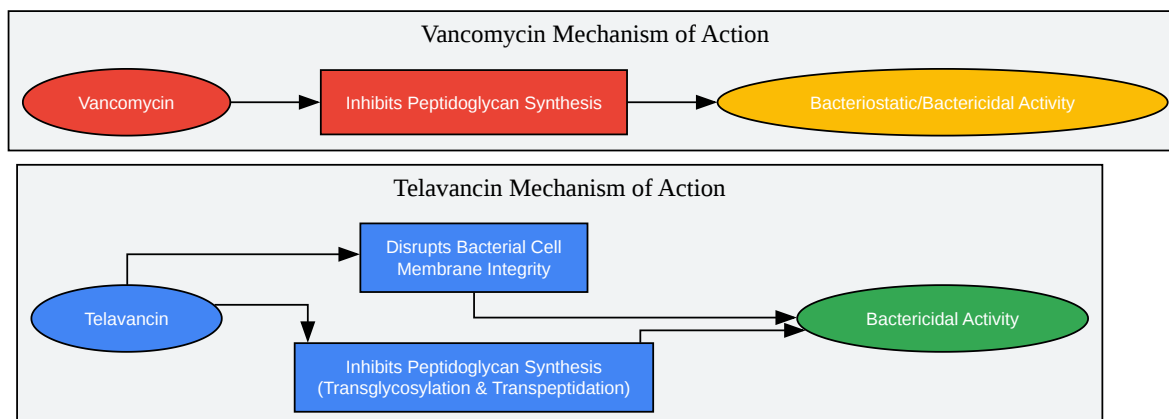 Vancomycin Mechanism of Action
Vancomycin
Inhibits Peptidoglycan Synthesis
Bacteriostatic/Bactericidal Activity
Telavancin Mechanism of Action
Disrupts Bacterial Cell
Membrane Integrity
Telavancin
Bactericidal Activity
Inhibits Peptidoglycan Synthesis
(Transglycosylation & Transpeptidation)